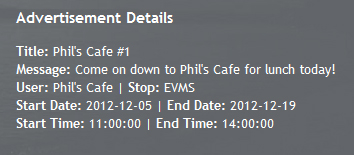 Advertisement Details
Title: Phil's Cafe #1
Message: Come on down to Phil's Cafe for lunch today!
User: Phil's Cafe | Stop: EVMS
Start Date: 2012-12-05 | End Date: 2012-12-19
Start Time: 11:00:00 | End Time: 14:00:00